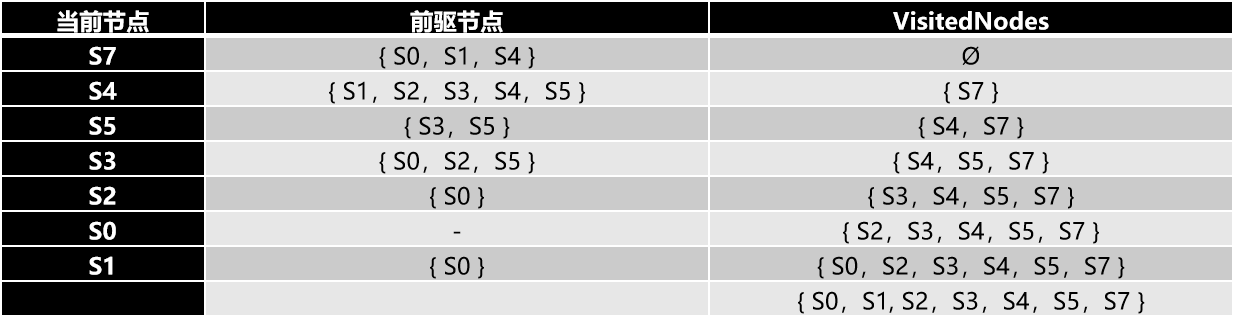 当前节点 前驱节点 VisitedNodes
S7 { S0，S1，S4 } Ø
S4 { S1，S2，S3，S4，S5 } { S7 }
S5 { S3，S5 } { S4，S7 }
S3 { S0，S2，S5 } { S4，S5，S7 }
S2 { S0 } { S3，S4，S5，S7 }
S0 - { S2，S3，S4，S5，S7 }
S1 { S0 } { S0，S2，S3，S4，S5，S7 }
{ S0，S1, S2，S3，S4，S5，S7 }